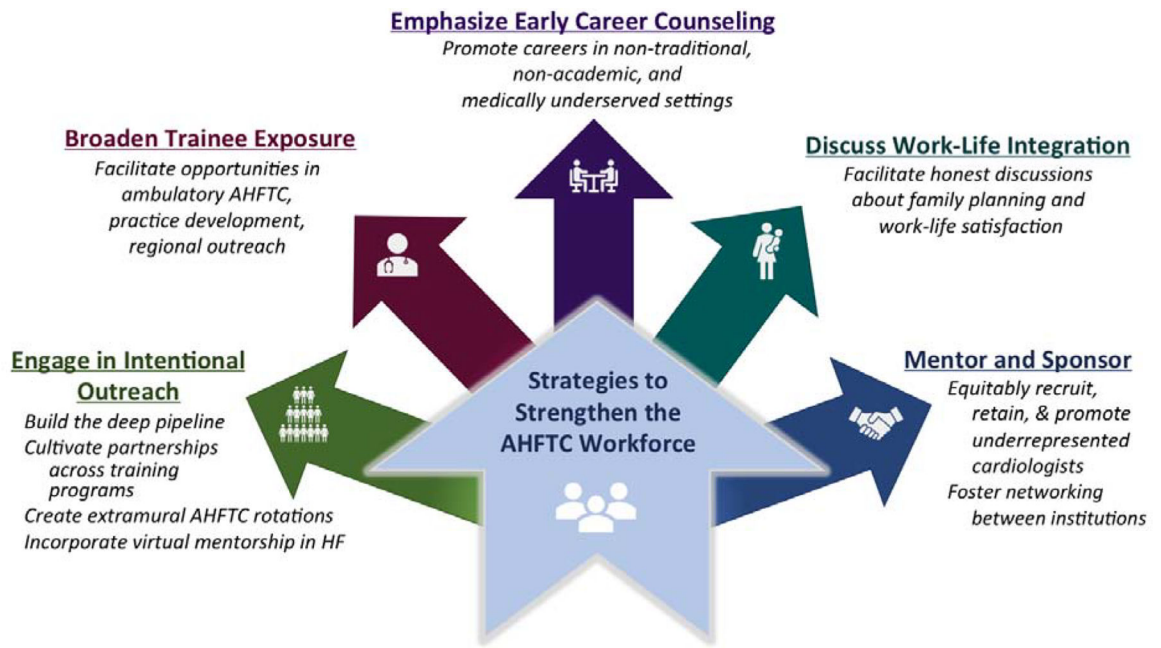 Emphasize Early Career Counseling
Promote careers in non-traditional,
non-academic, and
medically underserved settings
Broaden Trainee Exposure
Facilitate opportunities in
ambulatory AHFTC,
practice development,
regional outreach
Discuss Work-Life Integration
Facilitate honest discussions
about family planning and
work-life satisfaction
Engage in Intentional
Outreach
Build the deep pipeline
Cultivate partnerships
across training
programs
Create extramural AHFTC rotations
Incorporate virtual mentorship in HF
Strategies to
Strengthen the
AHFTC Workforce
Mentor and Sponsor
Equitably recruit,
retain, & promote
underrepresented
cardiologists
Foster networking
between institutions